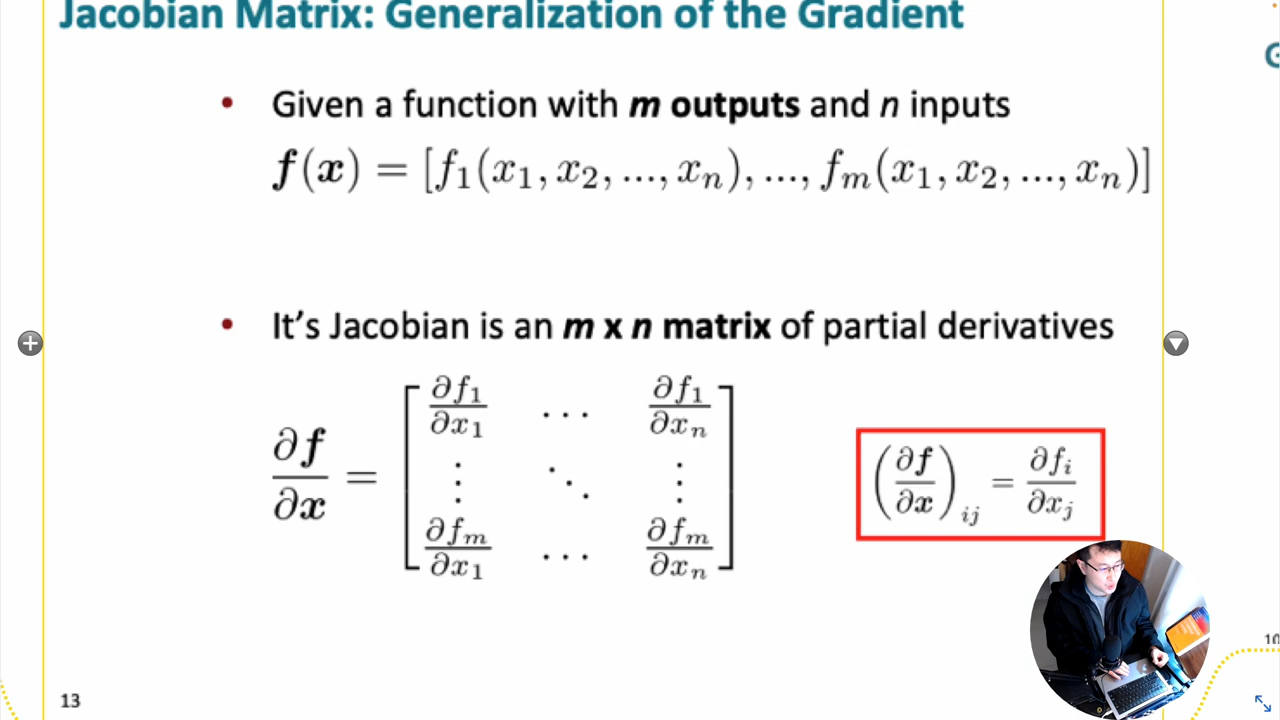 Jacobian Matrix: Generalization of the Gradient
• Given a function with m outputs and n inputs
f(x) = [f₁(x₁, x₂, ..., xₙ), ..., fₘ(x₁, x₂, ..., xₙ)]
• It's Jacobian is an m x n matrix of partial derivatives
∂f/∂x = [∂f₁/∂x₁ ⋯ ∂f₁/∂xₙ
⋮ ⋱ ⋮
∂fₘ/∂x₁ ⋯ ∂fₘ/∂xₙ]
(∂f/∂x)ᵢⱼ = ∂fᵢ/∂xⱼ
13
10